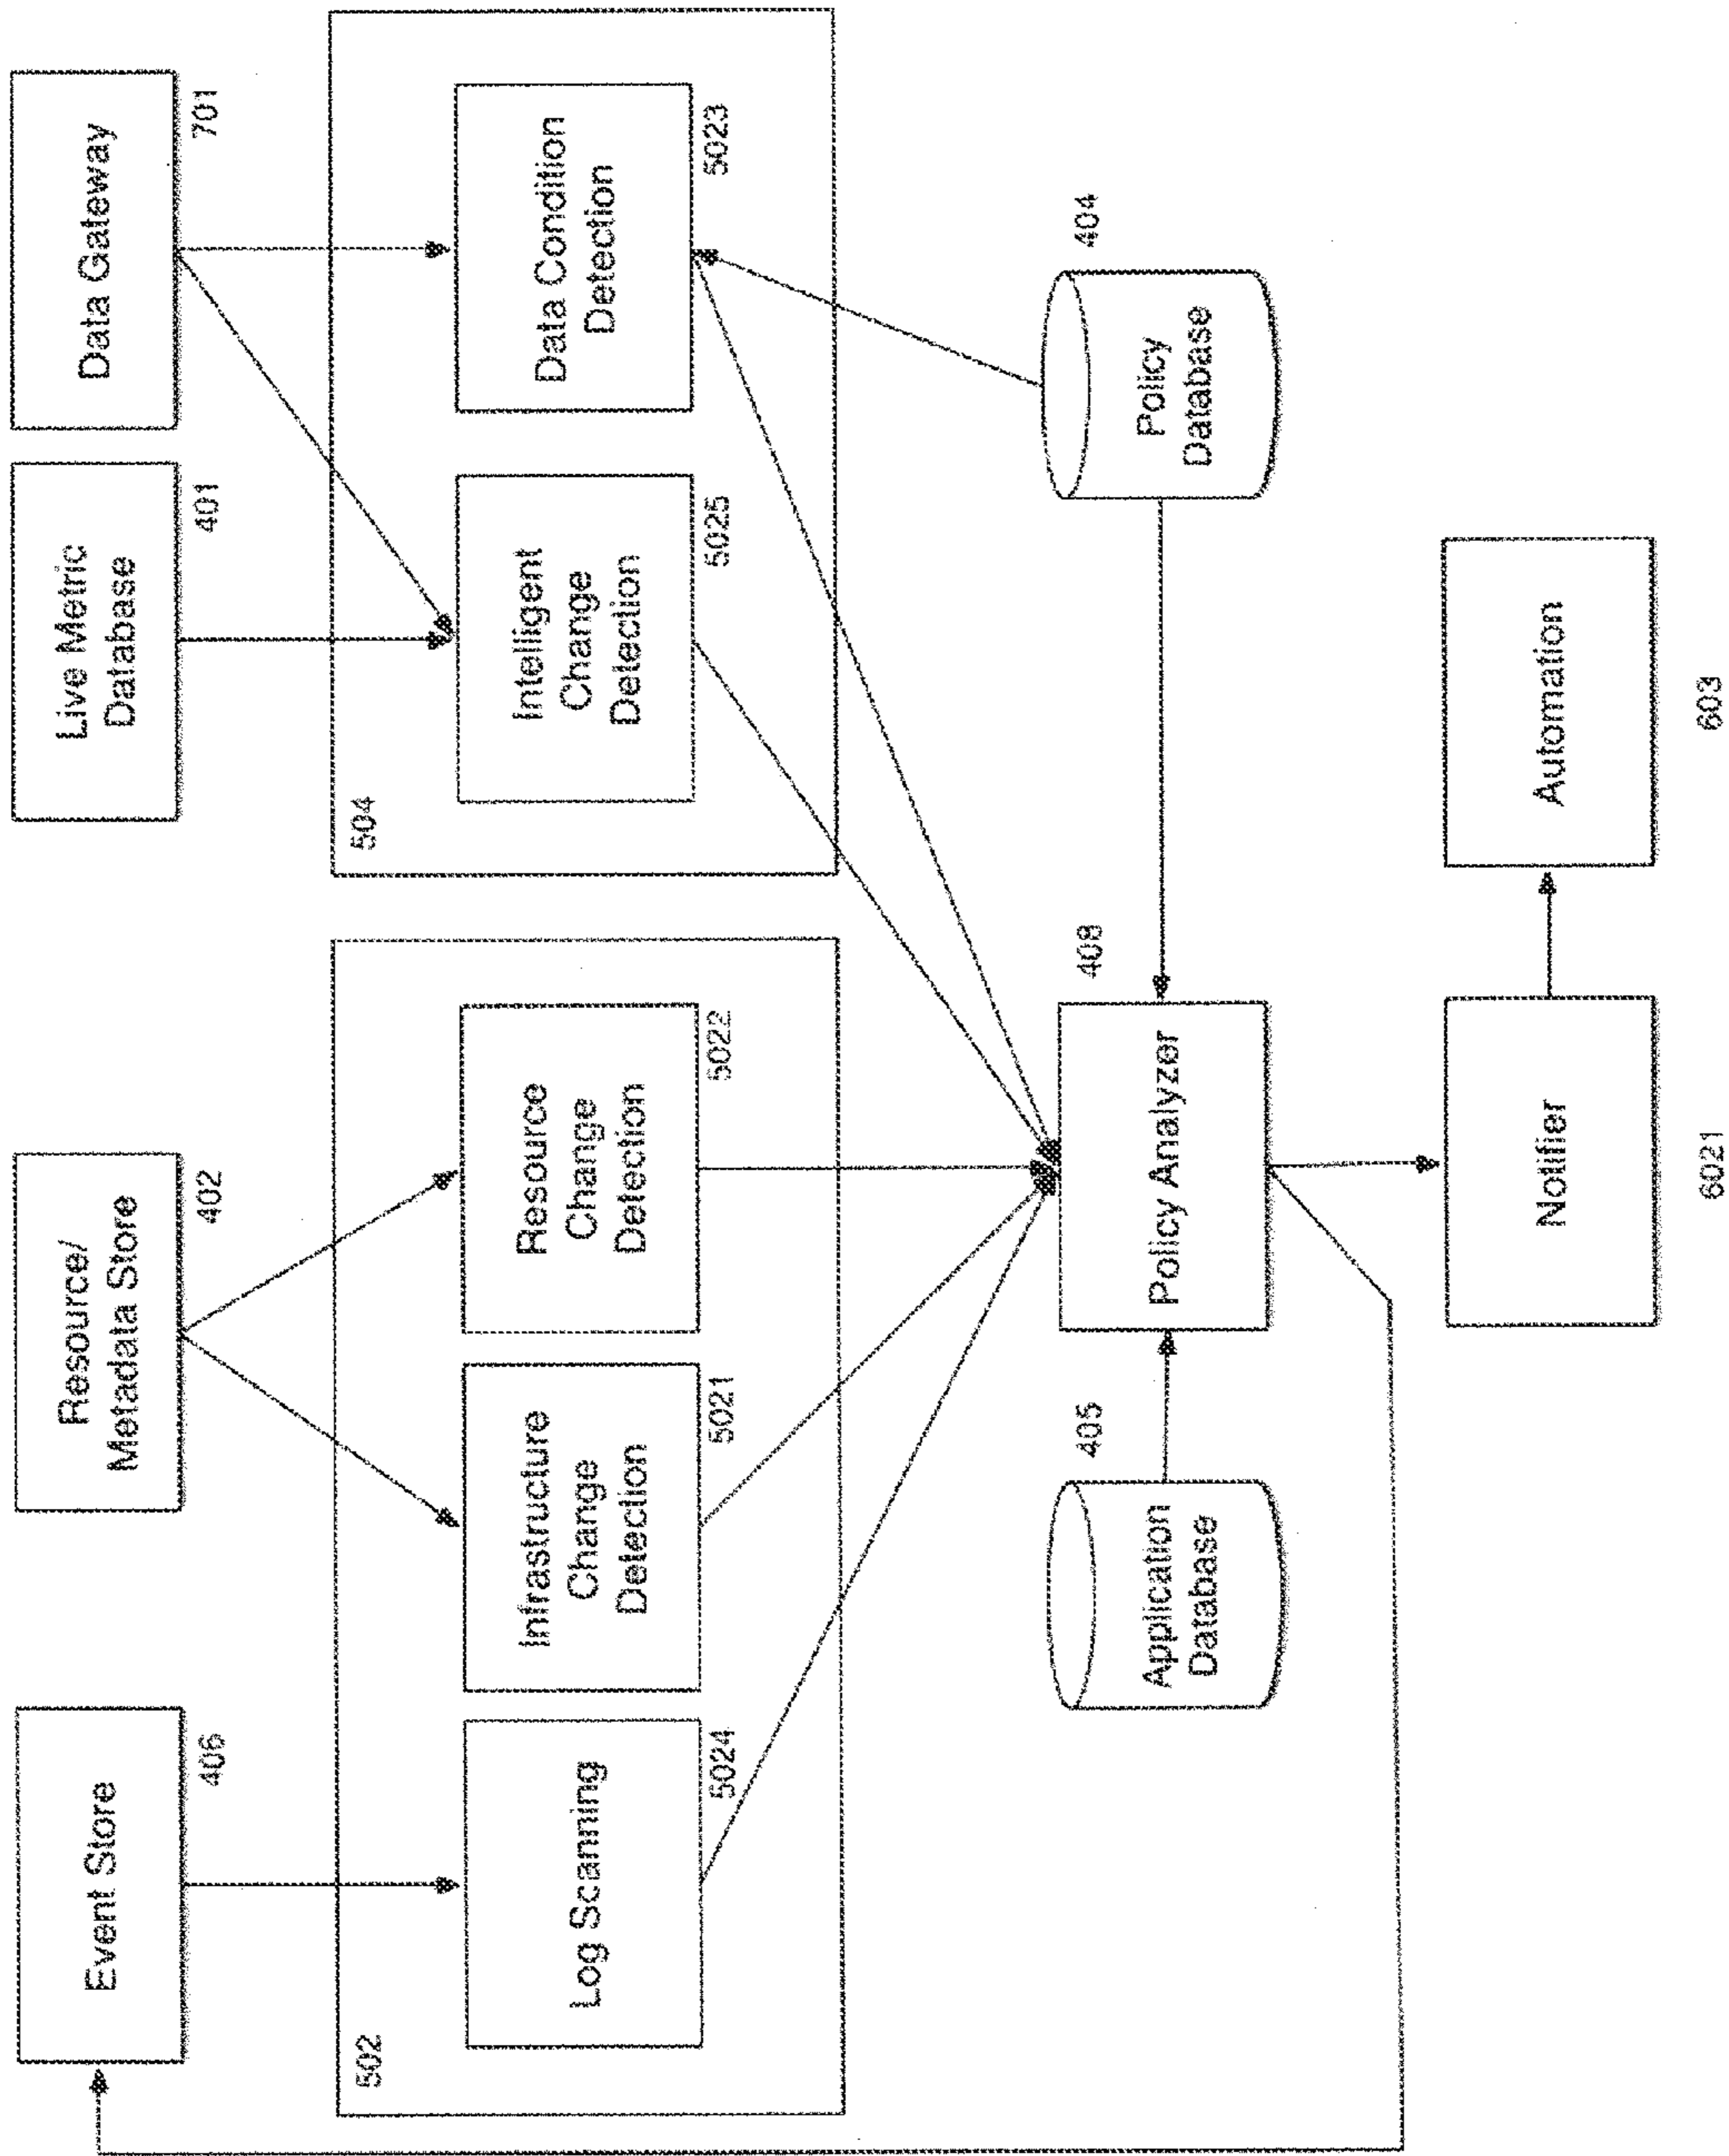 Event Store
406
Resource/
Metadata Store
402
Live Metric
Database
401
Data Gateway
701
502
Log Scanning
5024
Infrastructure
Change
Detection
5021
Resource
Change
Detection
5022
504
Intelligent
Change
Detection
5025
Data Condition
Detection
5023
Application
Database
405
Policy Analyzer
408
Policy
Database
404
Notifier
6021
Automation
603